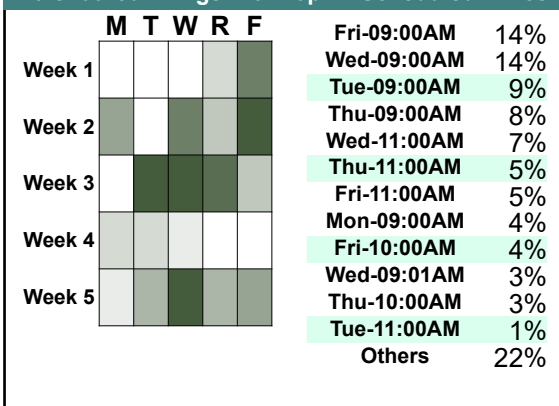 M T W R F
Week 1
Week 2
Week 3
Week 4
Week 5
Fri-09:00AM 14%
Wed-09:00AM 14%
Tue-09:00AM 9%
Thu-09:00AM 8%
Wed-11:00AM 7%
Thu-11:00AM 5%
Fri-11:00AM 5%
Mon-09:00AM 4%
Fri-10:00AM 4%
Wed-09:01AM 3%
Thu-10:00AM 3%
Tue-11:00AM 1%
Others 22%